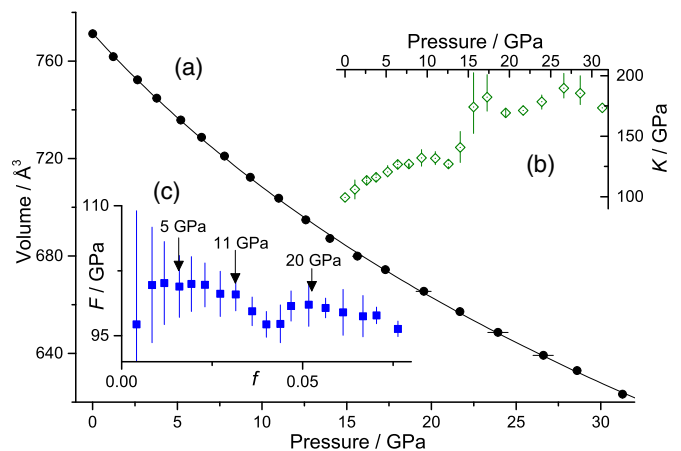 Pressure / GPa
0 5 10 15 20 25 30
200
150
100
K / GPa
(b)
(a)
760
720
680
640
Volume / Å³
(c)
110
95
F / GPa
5 GPa
11 GPa
20 GPa
0.00 f 0.05
0 5 10 15 20 25 30
Pressure / GPa